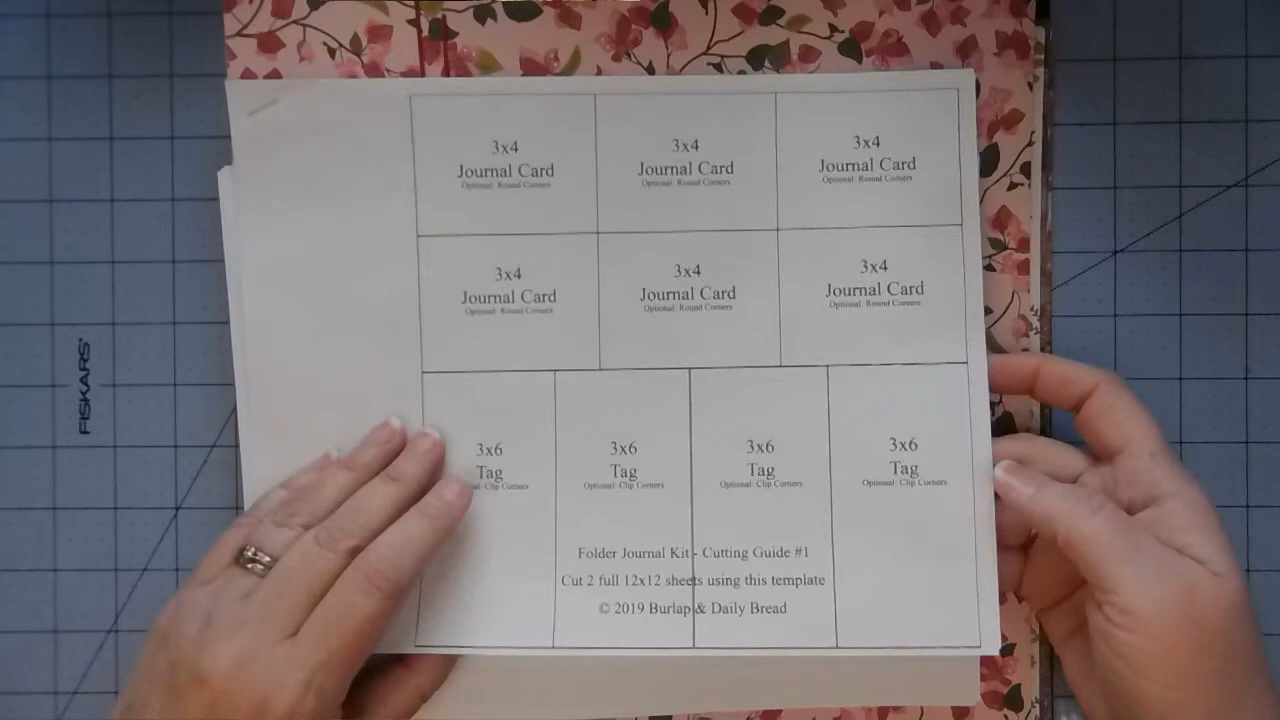 3x4
Journal Card
Optional: Round Corners
3x4
Journal Card
Optional: Round Corners
3x4
Journal Card
Optional: Round Corners
3x4
Journal Card
Optional: Round Corners
3x4
Journal Card
Optional: Round Corners
3x4
Journal Card
Optional: Round Corners
3x6
Tag
Clip Corners
3x6
Tag
Optional: Clip Corners
3x6
Tag
Optional: Clip Corners
3x6
Tag
Optional: Clip Corners
Folder Journal Kit - Cutting Guide #1
Cut 2 full 12x12 sheets using this template
© 2019 Burlap & Daily Bread
FISKARS